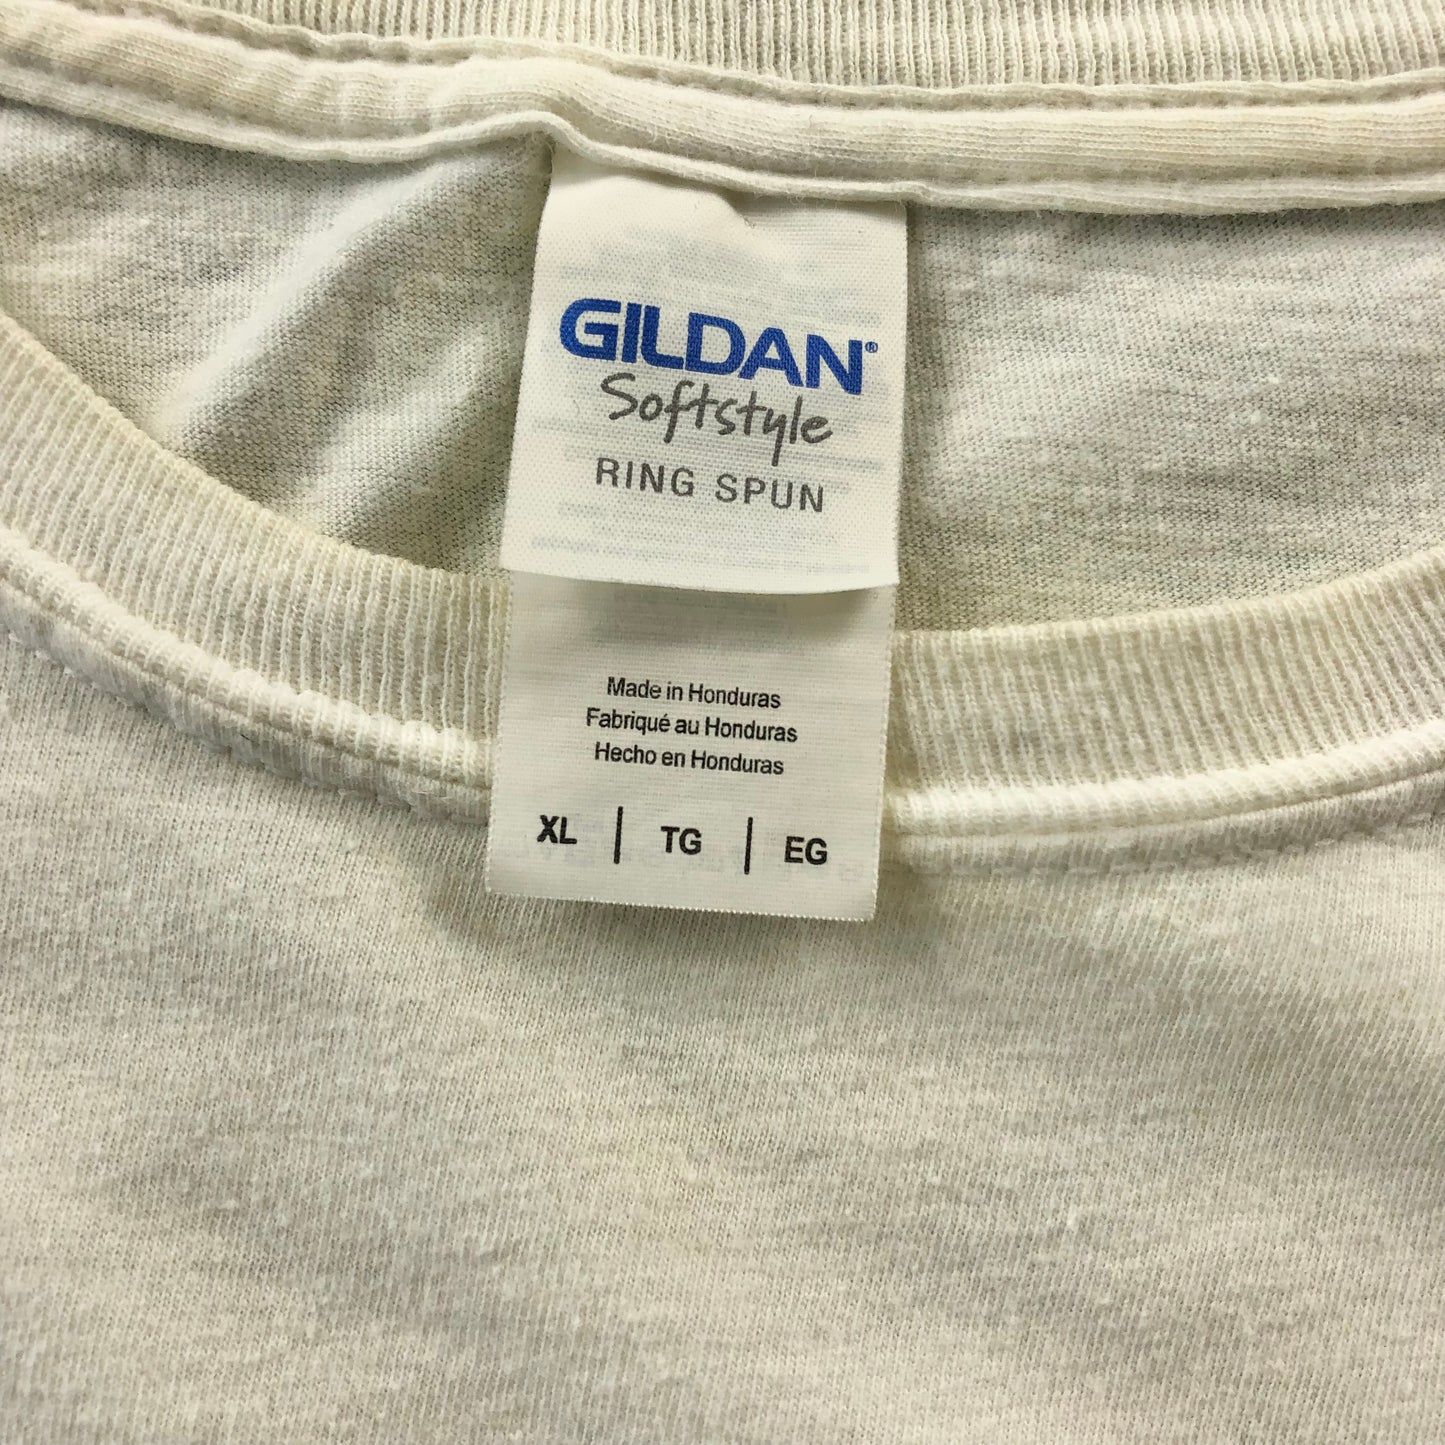 GILDAN®
Softstyle
RING SPUN
Made in Honduras
Fabriqué au Honduras
Hecho en Honduras
XL | TG | EG